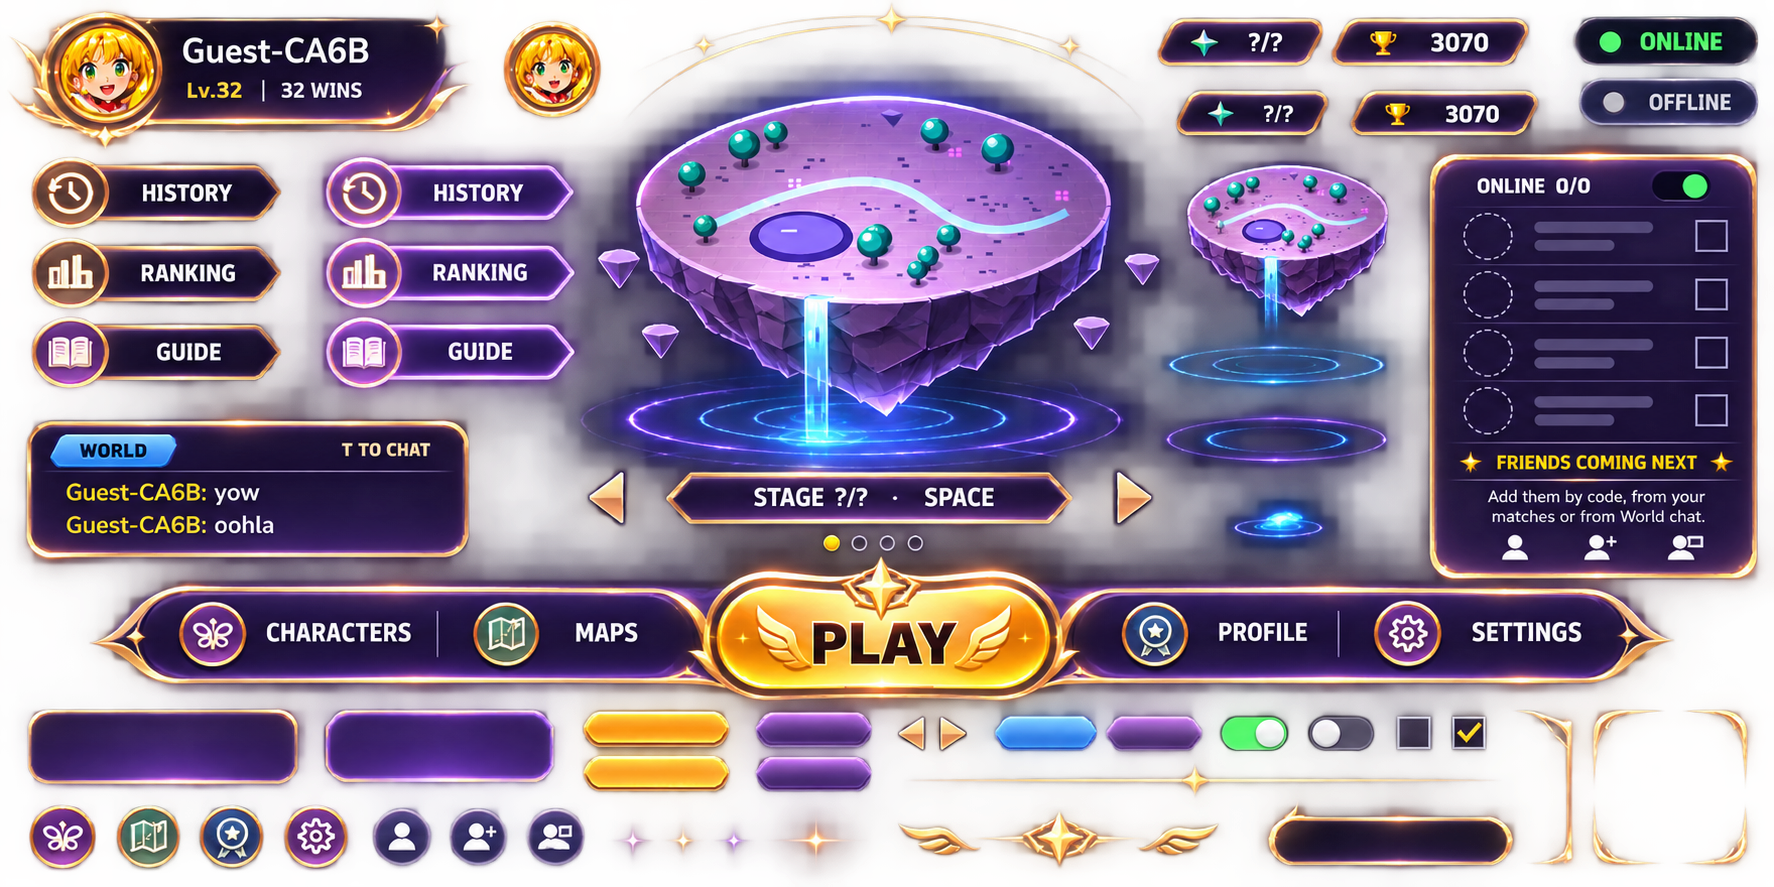 Guest-CA6B
Lv.32 | 32 WINS
?/?
3070
ONLINE
?/?
3070
OFFLINE
HISTORY
RANKING
GUIDE
HISTORY
RANKING
GUIDE
WORLD
T TO CHAT
Guest-CA6B: yow
Guest-CA6B: oohla
STAGE ?/? · SPACE
ONLINE 0/0
FRIENDS COMING NEXT
Add them by code, from your
matches or from World chat.
CHARACTERS
MAPS
PLAY
PROFILE
SETTINGS